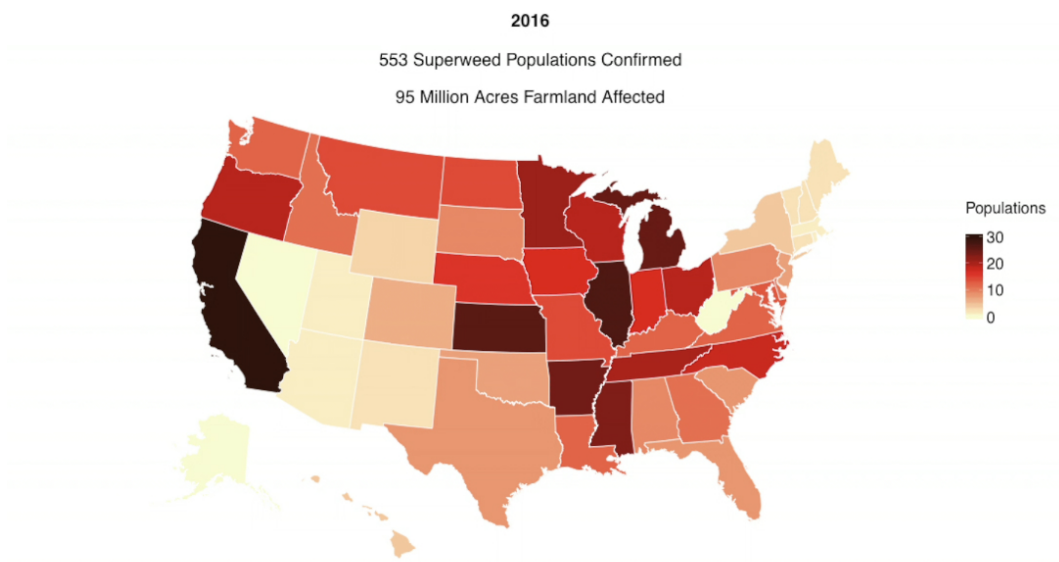 2016
553 Superweed Populations Confirmed
95 Million Acres Farmland Affected
Populations
30
20
10
0